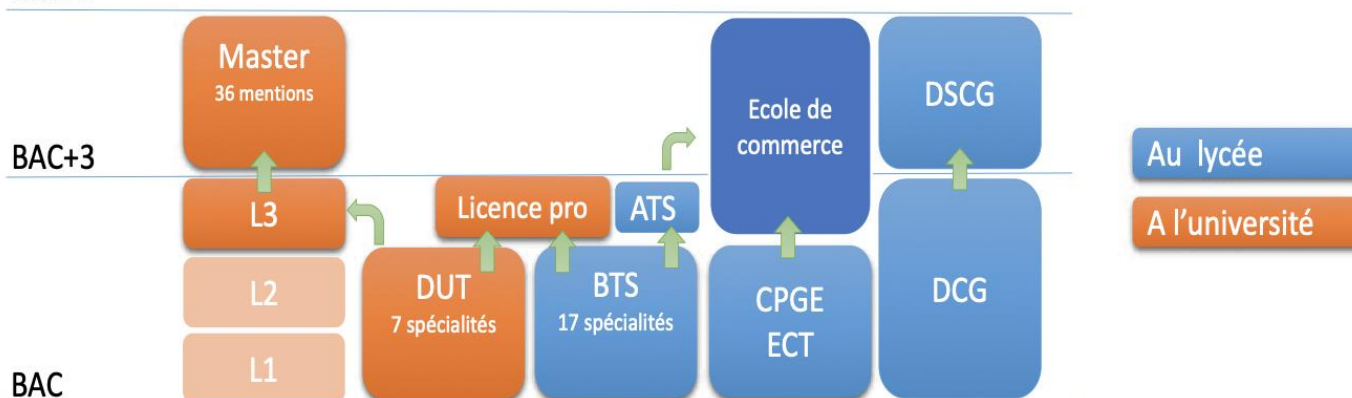 Master
36 mentions
Ecole de
commerce
DSCG
BAC+3
Au lycée
L3
Licence pro
ATS
A l'université
L2
DUT
7 spécialités
BTS
17 spécialités
CPGE
ECT
DCG
L1
BAC